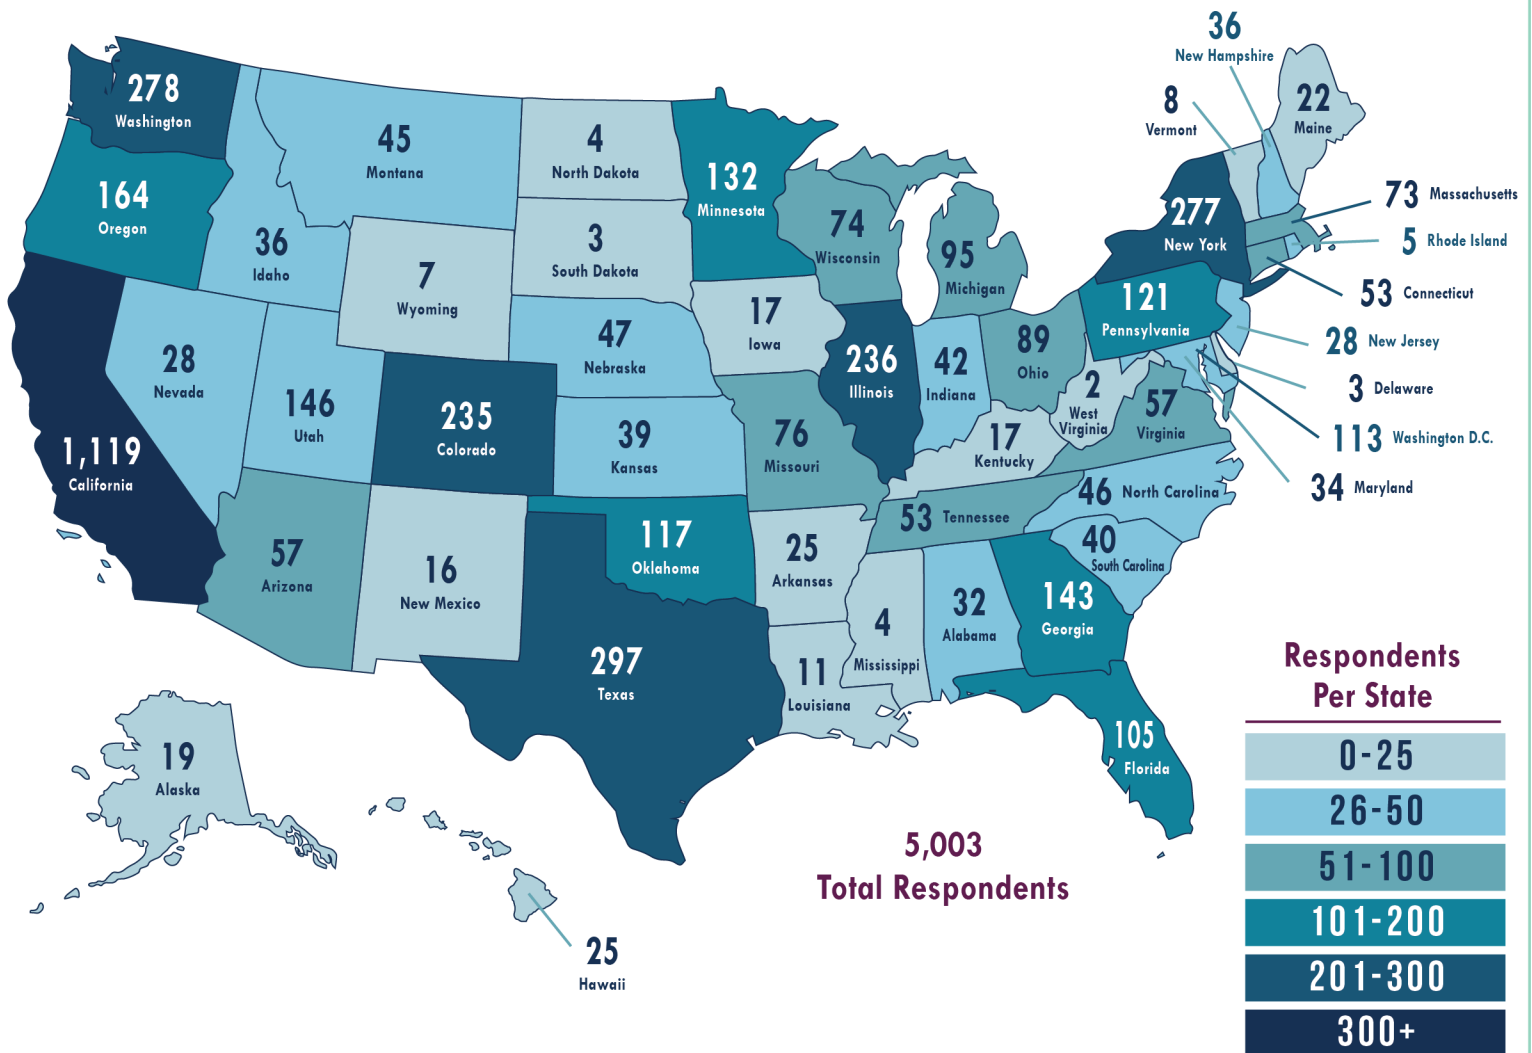 36
New Hampshire
278
Washington
8
Vermont
22
Maine
45
Montana
4
North Dakota
132
Minnesota
164
Oregon
73 Massachusetts
277
New York
74
Wisconsin
36
Idaho
3
South Dakota
5 Rhode Island
95
Michigan
7
Wyoming
53 Connecticut
121
Pennsylvania
17
Iowa
28 New Jersey
47
Nebraska
89
Ohio
28
Nevada
236
Illinois
42
Indiana
3 Delaware
2
West
Virginia
146
Utah
235
Colorado
57
Virginia
113 Washington D.C.
39
Kansas
76
Missouri
17
Kentucky
1,119
California
34 Maryland
46 North Carolina
53 Tennessee
117
Oklahoma
40
South Carolina
57
Arizona
25
Arkansas
16
New Mexico
143
Georgia
32
Alabama
4
Mississippi
297
Texas
11
Louisiana
105
Florida
19
Alaska
25
Hawaii
5,003
Total Respondents
Respondents
Per State
0-25
26-50
51-100
101-200
201-300
300+